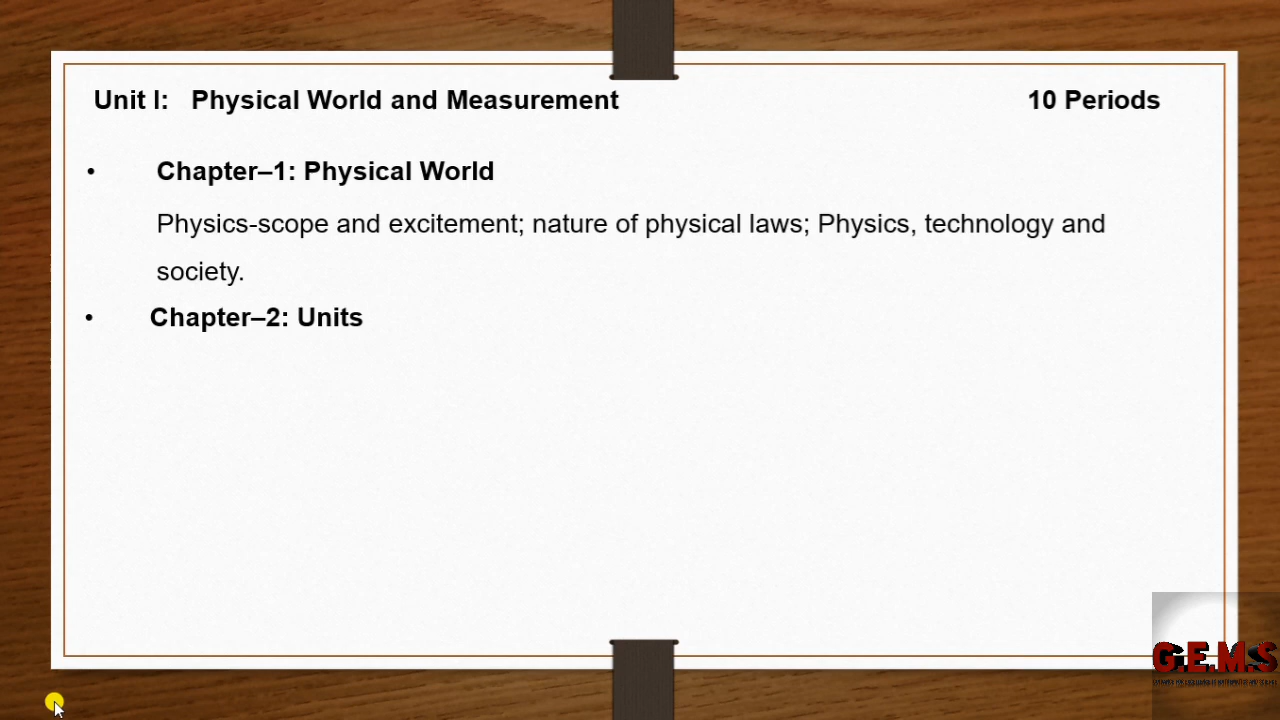 Unit I: Physical World and Measurement 10 Periods
• Chapter–1: Physical World
Physics-scope and excitement; nature of physical laws; Physics, technology and
society.
• Chapter–2: Units
G.E.M.S